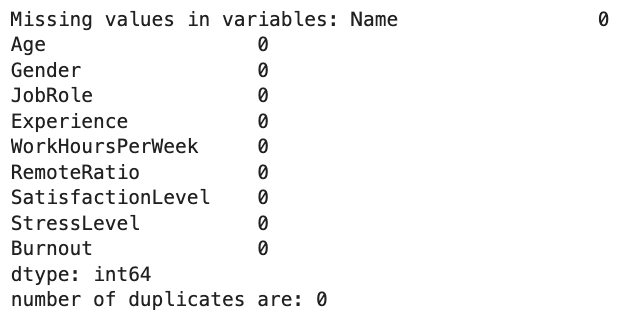 Missing values in variables: Name                 0
Age                  0
Gender               0
JobRole              0
Experience           0
WorkHoursPerWeek     0
RemoteRatio          0
SatisfactionLevel    0
StressLevel          0
Burnout              0
dtype: int64
number of duplicates are: 0